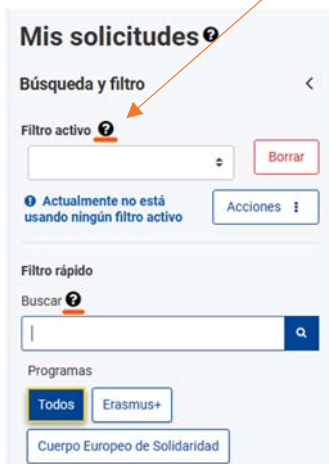 Mis solicitudes
Búsqueda y filtro
Filtro activo
Borrar
Actualmente no está
usando ningún filtro activo
Acciones
Filtro rápido
Buscar
Programas
Todos
Erasmus+
Cuerpo Europeo de Solidaridad